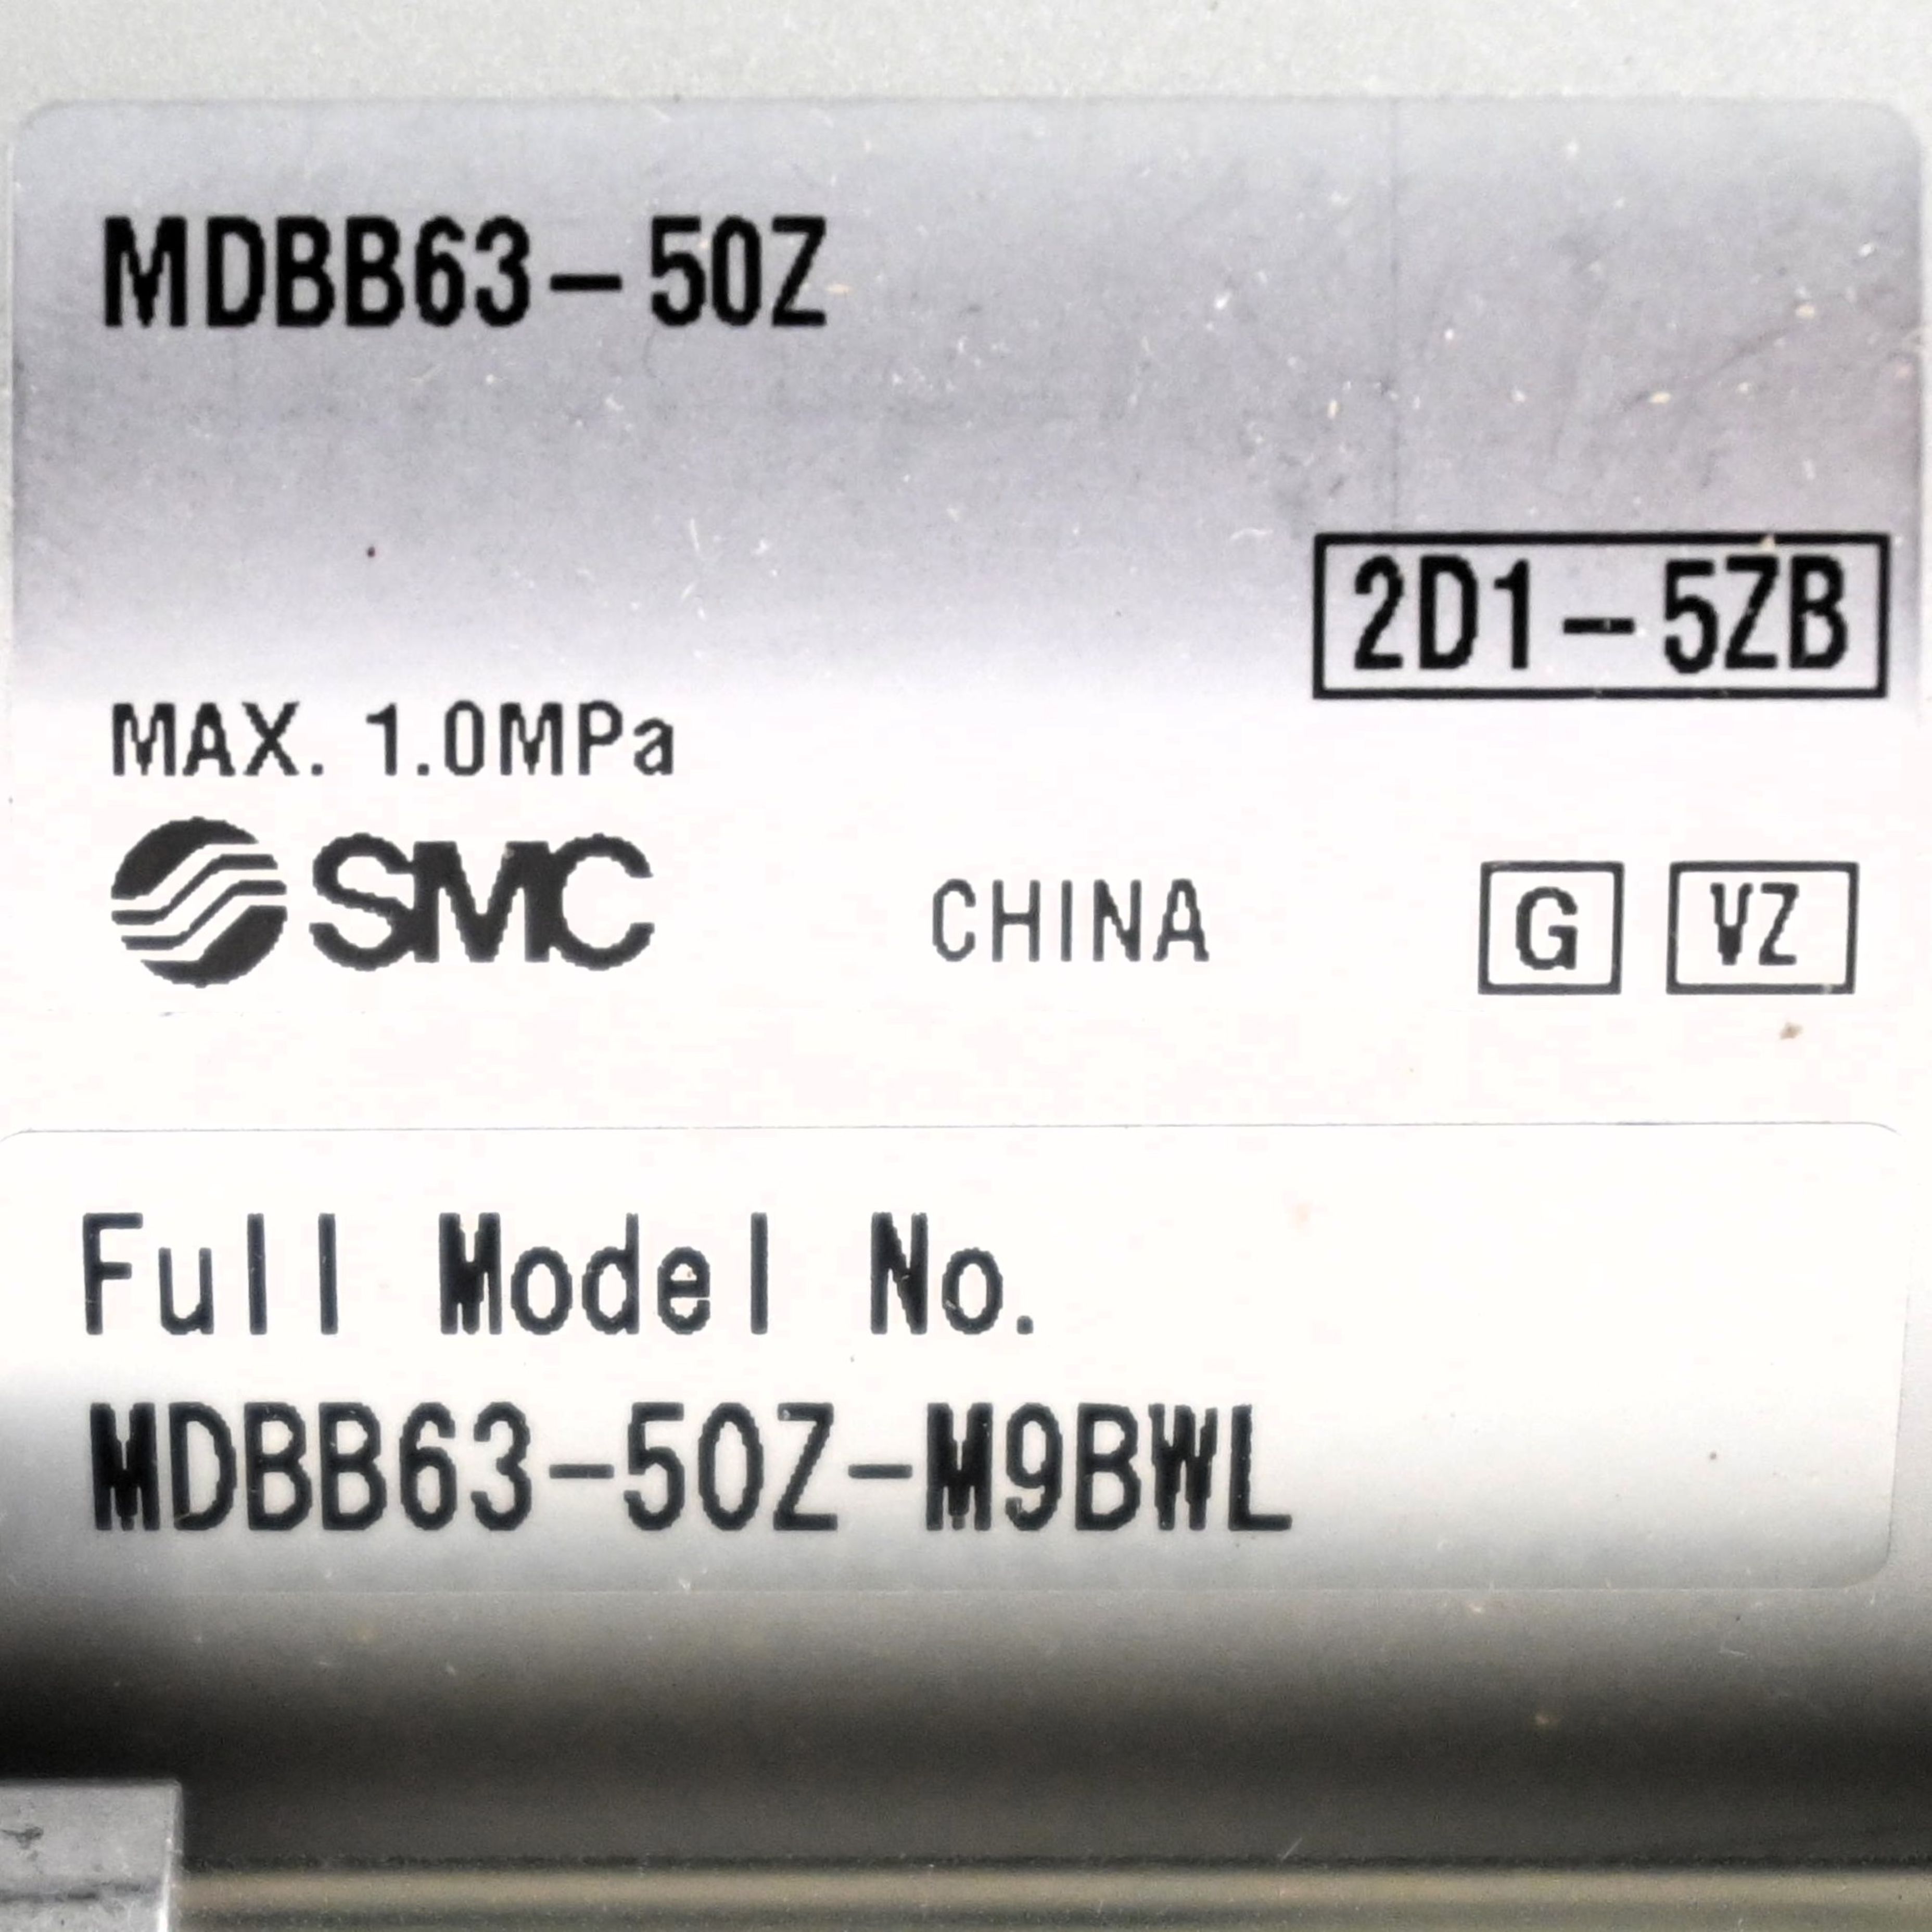 MDBB63-50Z
2D1-5ZB
MAX. 1.0MPa
SMC CHINA G VZ
Full Model No.
MDBB63-50Z-M9BWL